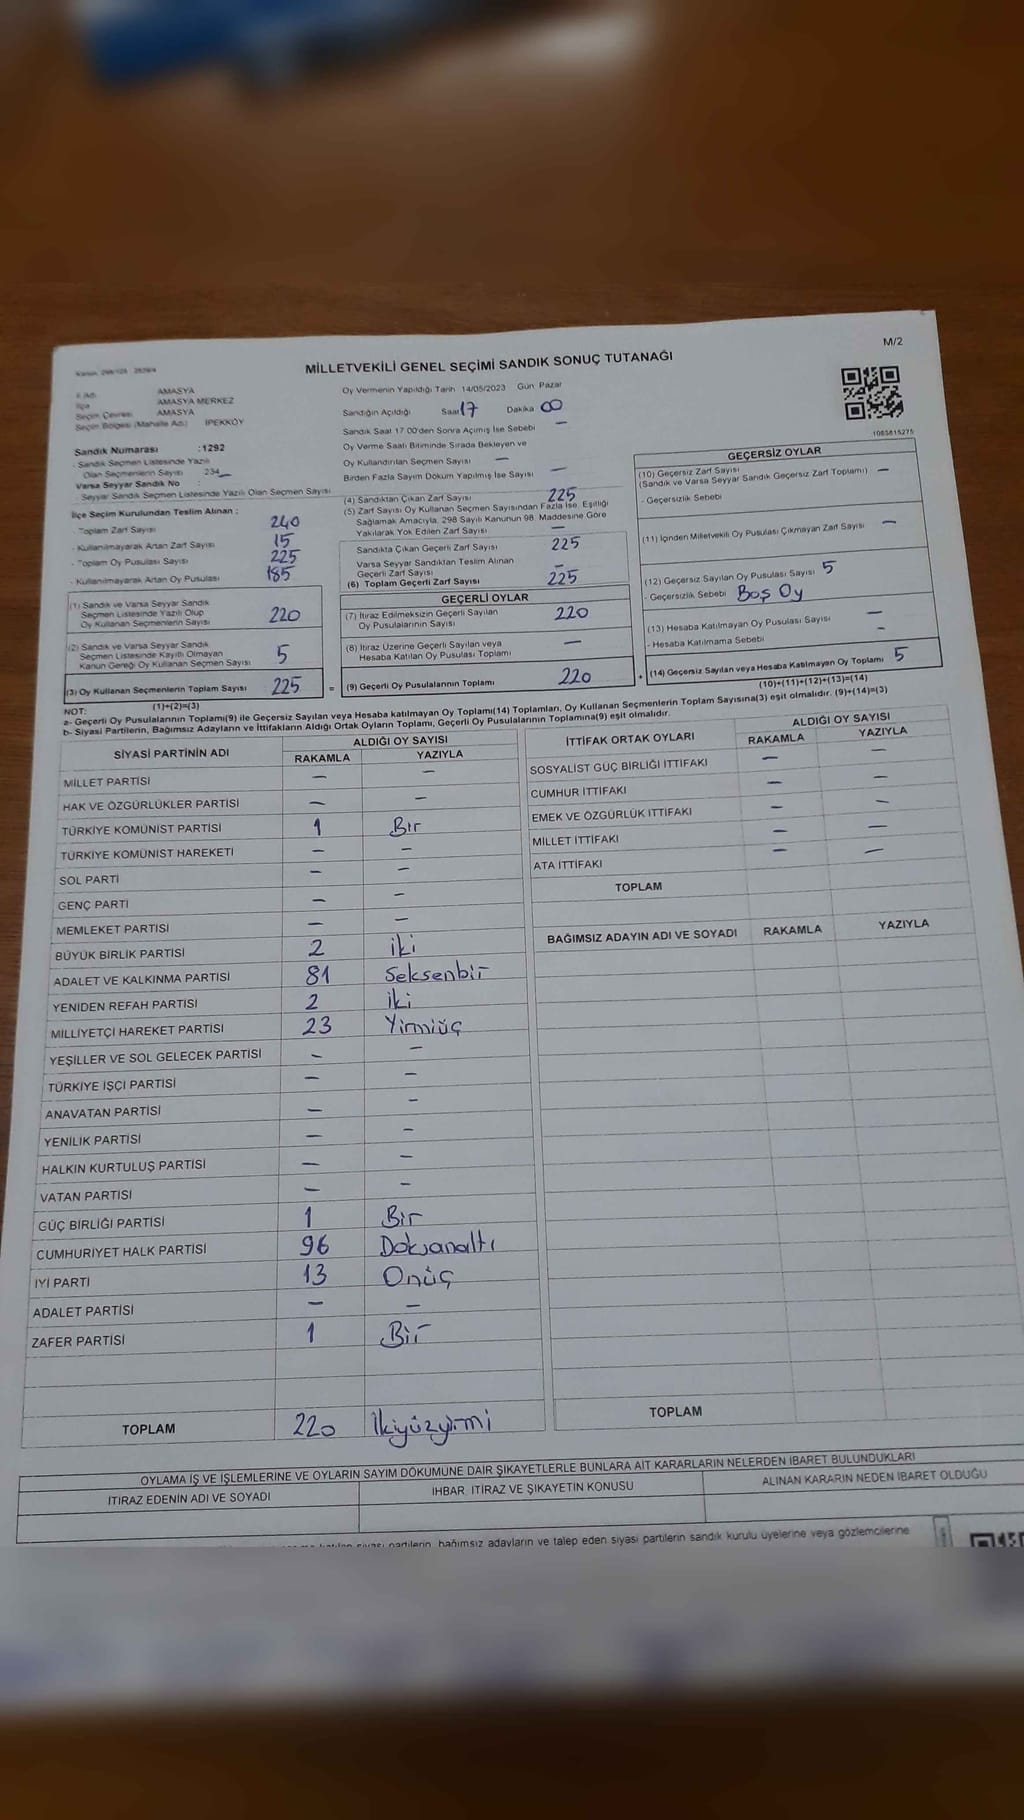 M/2
MİLLETVEKİLİ GENEL SEÇİMİ SANDIK SONUÇ TUTANAĞI
AMASYA
İlçe AMASYA MERKEZ
Seçim Çevresi AMASYA
Seçim Bölgesi (Mahalle Adı) İPEKKÖY
Sandık Numarası :1292
- Sandık Seçmen Listesinde Yazılı
Olan Seçmenlerin Sayısı 234
Varsa Seyyar Sandık No :
- Seyyar Sandık Seçmen Listesinde Yazılı Olan Seçmen Sayısı
İlçe Seçim Kurulundan Teslim Alınan :
- Toplam Zarf Sayısı 240
- Kullanılmayarak Artan Zarf Sayısı 15
- Toplam Oy Pusulası Sayısı 225
- Kullanılmayarak Artan Oy Pusulası 185
(1) Sandık ve Varsa Seyyar Sandık
Seçmen Listesinde Yazılı Olup
Oy Kullanan Seçmenlerin Sayısı 220
(2) Sandık ve Varsa Seyyar Sandık
Seçmen Listesinde Kayıtlı Olmayan
Kanun Gereği Oy Kullanan Seçmen Sayısı 5
(3) Oy Kullanan Seçmenlerin Toplam Sayısı 225 =
(1)+(2)=(3)
Oy Vermenin Yapıldığı Tarih 14/05/2023 Gün Pazar
Sandığın Açıldığı Saat 17 Dakika 00
Sandık Saat 17.00'den Sonra Açımış İse Sebebi —
Oy Verme Saati Bitiminde Sırada Bekleyen ve
Oy Kullandırılan Seçmen Sayısı —
Birden Fazla Sayım Döküm Yapılmış İse Sayısı —
(4) Sandıktan Çıkan Zarf Sayısı 225
(5) Zarf Sayısı Oy Kullanan Seçmen Sayısından Fazla İse, Eşitliği
Sağlamak Amacıyla, 298 Sayılı Kanunun 98. Maddesine Göre
Yakılarak Yok Edilen Zarf Sayısı —
Sandıkta Çıkan Geçerli Zarf Sayısı 225
Varsa Seyyar Sandıktan Teslim Alınan
Geçerli Zarf Sayısı —
(6) Toplam Geçerli Zarf Sayısı 225
GEÇERLİ OYLAR
(7) İtiraz Edilmeksizin Geçerli Sayılan
Oy Pusulalarının Sayısı 220
(8) İtiraz Üzerine Geçerli Sayılan veya
Hesaba Katılan Oy Pusulası Toplamı —
(9) Geçerli Oy Pusulalarının Toplamı 220 +
1085815275
GEÇERSİZ OYLAR
(10) Geçersiz Zarf Sayısı
(Sandık ve Varsa Seyyar Sandık Geçersiz Zarf Toplamı) —
- Geçersizlik Sebebi
(11) İçinden Milletvekili Oy Pusulası Çıkmayan Zarf Sayısı —
(12) Geçersiz Sayılan Oy Pusulası Sayısı 5
- Geçersizlik Sebebi Boş Oy
(13) Hesaba Katılmayan Oy Pusulası Sayısı —
- Hesaba Katılmama Sebebi —
(14) Geçersiz Sayılan veya Hesaba Katılmayan Oy Toplamı 5
(10)+(11)+(12)+(13)=(14)
NOT:
a- Geçerli Oy Pusulalarının Toplamı(9) ile Geçersiz Sayılan veya Hesaba katılmayan Oy Toplamı(14) Toplamları, Oy Kullanan Seçmenlerin Toplam Sayısına(3) eşit olmalıdır. (9)+(14)=(3)
b- Siyasi Partilerin, Bağımsız Adayların ve İttifakların Aldığı Ortak Oyların Toplamı, Geçerli Oy Pusulalarının Toplamına(9) eşit olmalıdır.
SİYASİ PARTİNİN ADI ALDIĞI OY SAYISI
RAKAMLA YAZIYLA
MİLLET PARTİSİ — —
HAK VE ÖZGÜRLÜKLER PARTİSİ — —
TÜRKİYE KOMÜNİST PARTİSİ 1 Bir
TÜRKİYE KOMÜNİST HAREKETİ — —
SOL PARTİ — —
GENÇ PARTİ — —
MEMLEKET PARTİSİ — —
BÜYÜK BİRLİK PARTİSİ 2 iki
ADALET VE KALKINMA PARTİSİ 81 Seksenbir
YENİDEN REFAH PARTİSİ 2 iki
MİLLİYETÇİ HAREKET PARTİSİ 23 Yirmiüç
YEŞİLLER VE SOL GELECEK PARTİSİ — —
TÜRKİYE İŞÇİ PARTİSİ — —
ANAVATAN PARTİSİ — —
YENİLİK PARTİSİ — —
HALKIN KURTULUŞ PARTİSİ — —
VATAN PARTİSİ — —
GÜÇ BİRLİĞİ PARTİSİ 1 Bir
CUMHURİYET HALK PARTİSİ 96 Doksanaltı
İYİ PARTİ 13 Onüç
ADALET PARTİSİ — —
ZAFER PARTİSİ 1 Bir
TOPLAM 220 İkiyüzyirmi
İTTİFAK ORTAK OYLARI ALDIĞI OY SAYISI
RAKAMLA YAZIYLA
SOSYALİST GÜÇ BİRLİĞİ İTTİFAKI — —
CUMHUR İTTİFAKI — —
EMEK VE ÖZGÜRLÜK İTTİFAKI — —
MİLLET İTTİFAKI — —
ATA İTTİFAKI — —
TOPLAM
BAĞIMSIZ ADAYIN ADI VE SOYADI RAKAMLA YAZIYLA
TOPLAM
OYLAMA İŞ VE İŞLEMLERİNE VE OYLARIN SAYIM DÖKÜMÜNE DAİR ŞİKAYETLERLE BUNLARA AİT KARARLARIN NELERDEN İBARET BULUNDUKLARI
İTİRAZ EDENİN ADI VE SOYADI İHBAR, İTİRAZ VE ŞİKAYETİN KONUSU ALINAN KARARIN NEDEN İBARET OLDUĞU
siyasi partilerin, bağımsız adayların ve talep eden siyasi partilerin sandık kurulu üyelerine veya gözlemcilerine